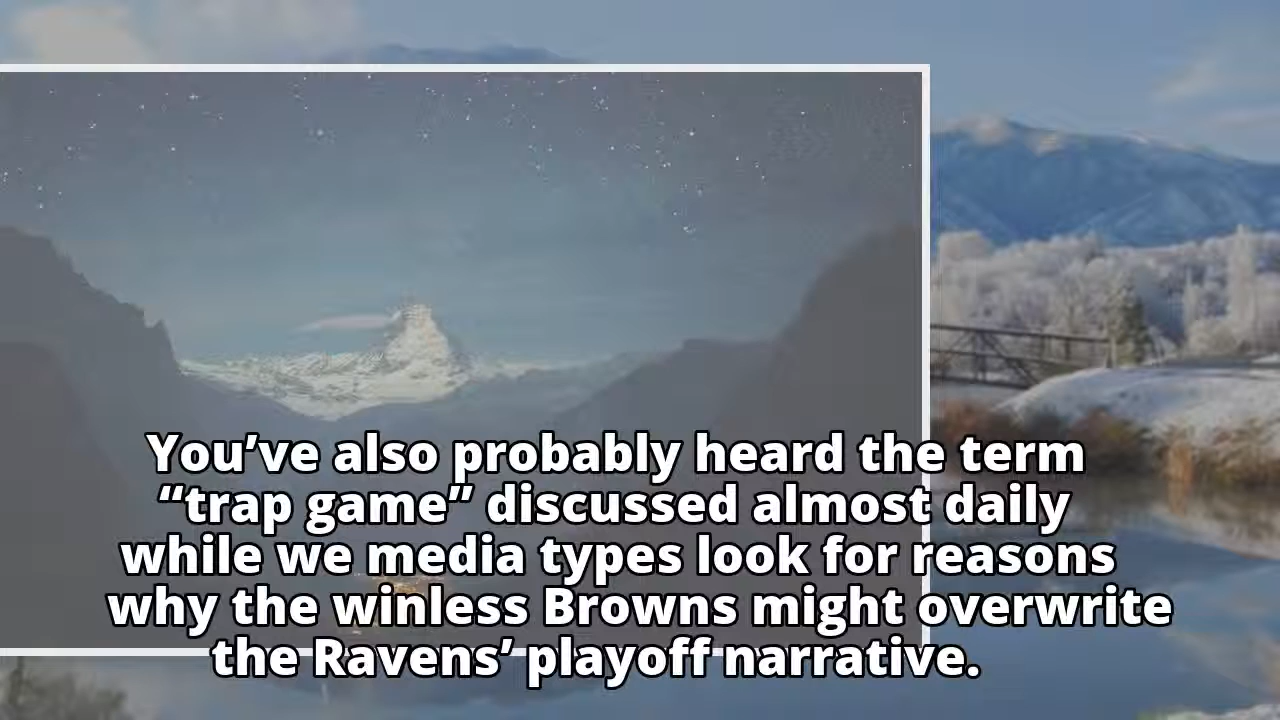 You’ve also probably heard the term
“trap game” discussed almost daily
while we media types look for reasons
why the winless Browns might overwrite
the Ravens’ playoff narrative.